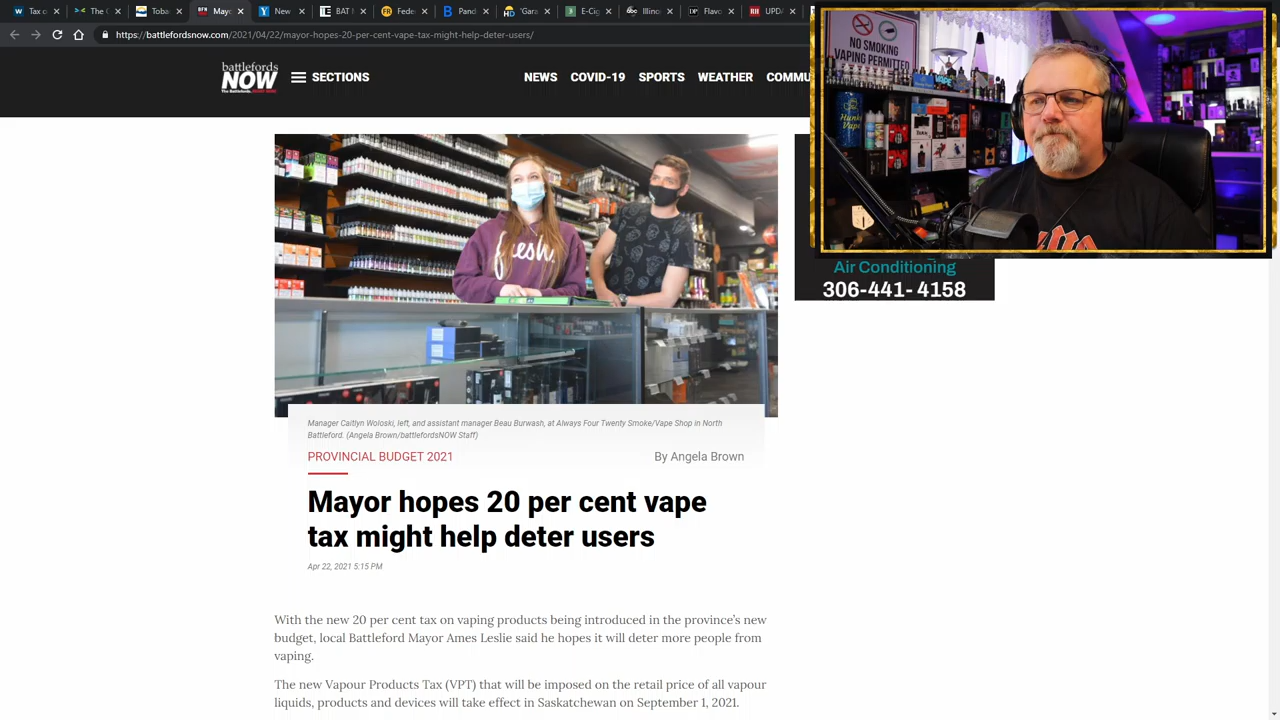 Tax c
The C
Toba
May
New
BAT I
Fede
Pand
'Gara
E-Cig
Illino
Flavo
UPDA
https://battlefordsnow.com/2021/04/22/mayor-hopes-20-per-cent-vape-tax-might-help-deter-users/
battlefords
NOW
SECTIONS
NEWS COVID-19 SPORTS WEATHER COMMU
NO SMOKING
VAPING PERMITTED
VAPE
Hunky
Vape
fresh.
Air Conditioning
306-441- 4158
Manager Caitlyn Woloski, left, and assistant manager Beau Burwash, at Always Four Twenty Smoke/Vape Shop in North
Battleford. (Angela Brown/battlefordsNOW Staff)
PROVINCIAL BUDGET 2021
By Angela Brown
Mayor hopes 20 per cent vape
tax might help deter users
Apr 22, 2021 5:15 PM
With the new 20 per cent tax on vaping products being introduced in the province's new
budget, local Battleford Mayor Ames Leslie said he hopes it will deter more people from
vaping.
The new Vapour Products Tax (VPT) that will be imposed on the retail price of all vapour
liquids, products and devices will take effect in Saskatchewan on September 1, 2021.